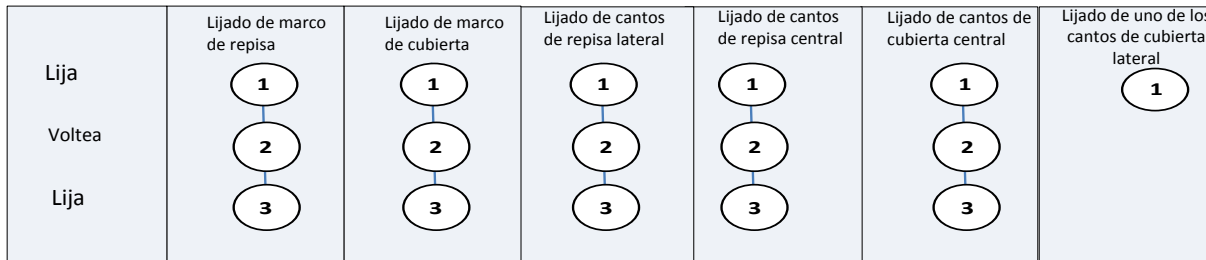 Lijado de marco
de repisa
Lijado de marco
de cubierta
Lijado de cantos
de repisa lateral
Lijado de cantos
de repisa central
Lijado de cantos de
cubierta central
Lijado de uno de los
cantos de cubierta
lateral
Lija
1
1
1
1
1
1
Voltea
2
2
2
2
2
Lija
3
3
3
3
3